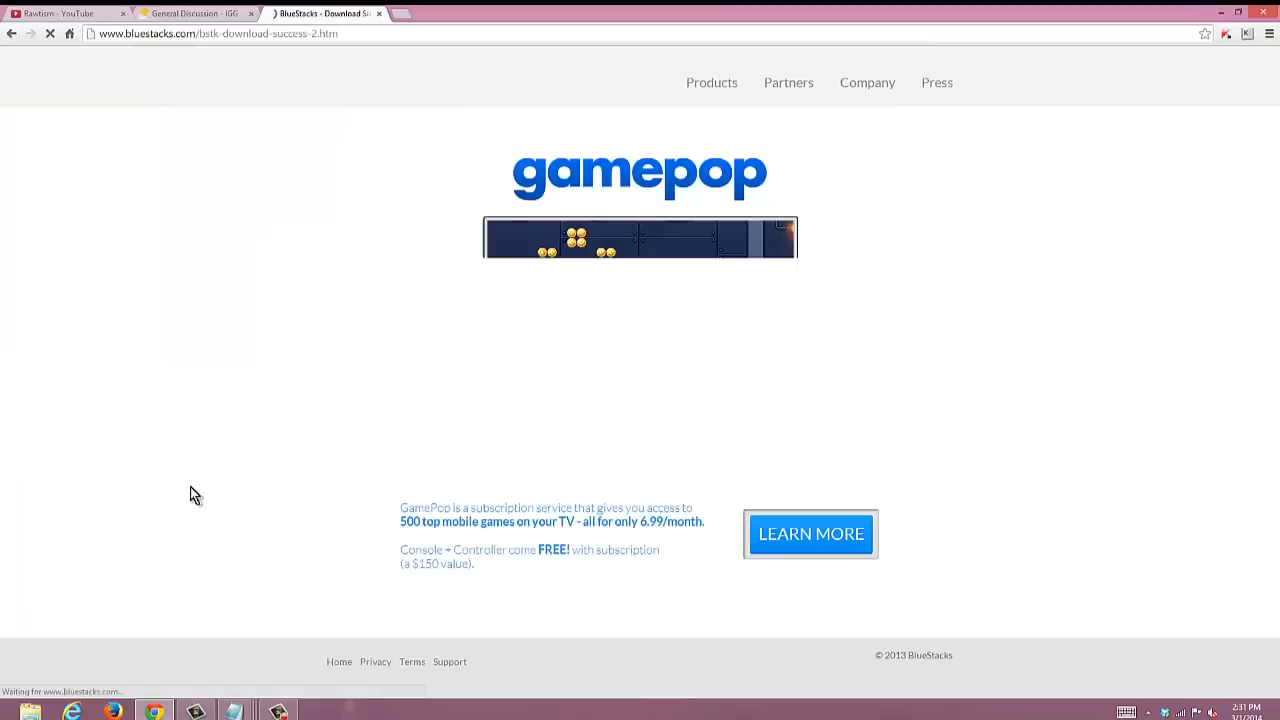 Rawtism - YouTube
General Discussion - IGG
BlueStacks - Download Su
www.bluestacks.com/bstk-download-success-2.htm
Products Partners Company Press
gamepop
GamePop is a subscription service that gives you access to
500 top mobile games on your TV - all for only 6.99/month.
LEARN MORE
Console + Controller come FREE! with subscription
(a $150 value).
Home Privacy Terms Support
© 2013 BlueStacks
Waiting for www.bluestacks.com...
2:31 PM
3/1/2014